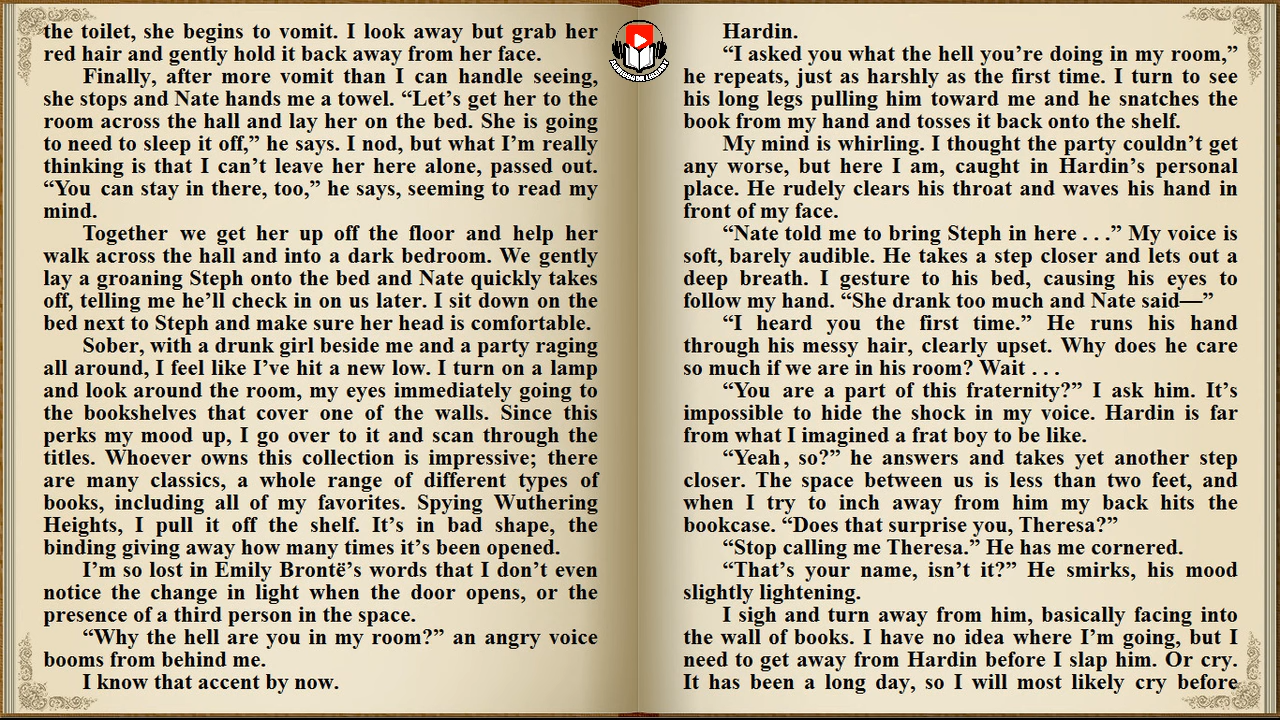 the toilet, she begins to vomit. I look away but grab her
red hair and gently hold it back away from her face.
Finally, after more vomit than I can handle seeing,
she stops and Nate hands me a towel. “Let’s get her to the
room across the hall and lay her on the bed. She is going
to need to sleep it off,” he says. I nod, but what I’m really
thinking is that I can’t leave her here alone, passed out.
“You can stay in there, too,” he says, seeming to read my
mind.
Together we get her up off the floor and help her
walk across the hall and into a dark bedroom. We gently
lay a groaning Steph onto the bed and Nate quickly takes
off, telling me he’ll check in on us later. I sit down on the
bed next to Steph and make sure her head is comfortable.
Sober, with a drunk girl beside me and a party raging
all around, I feel like I’ve hit a new low. I turn on a lamp
and look around the room, my eyes immediately going to
the bookshelves that cover one of the walls. Since this
perks my mood up, I go over to it and scan through the
titles. Whoever owns this collection is impressive; there
are many classics, a whole range of different types of
books, including all of my favorites. Spying Wuthering
Heights, I pull it off the shelf. It’s in bad shape, the
binding giving away how many times it’s been opened.
I’m so lost in Emily Brontë’s words that I don’t even
notice the change in light when the door opens, or the
presence of a third person in the space.
“Why the hell are you in my room?” an angry voice
booms from behind me.
I know that accent by now.
AUDIOBOOK LIBRARY
Hardin.
“I asked you what the hell you’re doing in my room,”
he repeats, just as harshly as the first time. I turn to see
his long legs pulling him toward me and he snatches the
book from my hand and tosses it back onto the shelf.
My mind is whirling. I thought the party couldn’t get
any worse, but here I am, caught in Hardin’s personal
place. He rudely clears his throat and waves his hand in
front of my face.
“Nate told me to bring Steph in here . . .” My voice is
soft, barely audible. He takes a step closer and lets out a
deep breath. I gesture to his bed, causing his eyes to
follow my hand. “She drank too much and Nate said—”
“I heard you the first time.” He runs his hand
through his messy hair, clearly upset. Why does he care
so much if we are in his room? Wait . . .
“You are a part of this fraternity?” I ask him. It’s
impossible to hide the shock in my voice. Hardin is far
from what I imagined a frat boy to be like.
“Yeah, so?” he answers and takes yet another step
closer. The space between us is less than two feet, and
when I try to inch away from him my back hits the
bookcase. “Does that surprise you, Theresa?”
“Stop calling me Theresa.” He has me cornered.
“That’s your name, isn’t it?” He smirks, his mood
slightly lightening.
I sigh and turn away from him, basically facing into
the wall of books. I have no idea where I’m going, but I
need to get away from Hardin before I slap him. Or cry.
It has been a long day, so I will most likely cry before